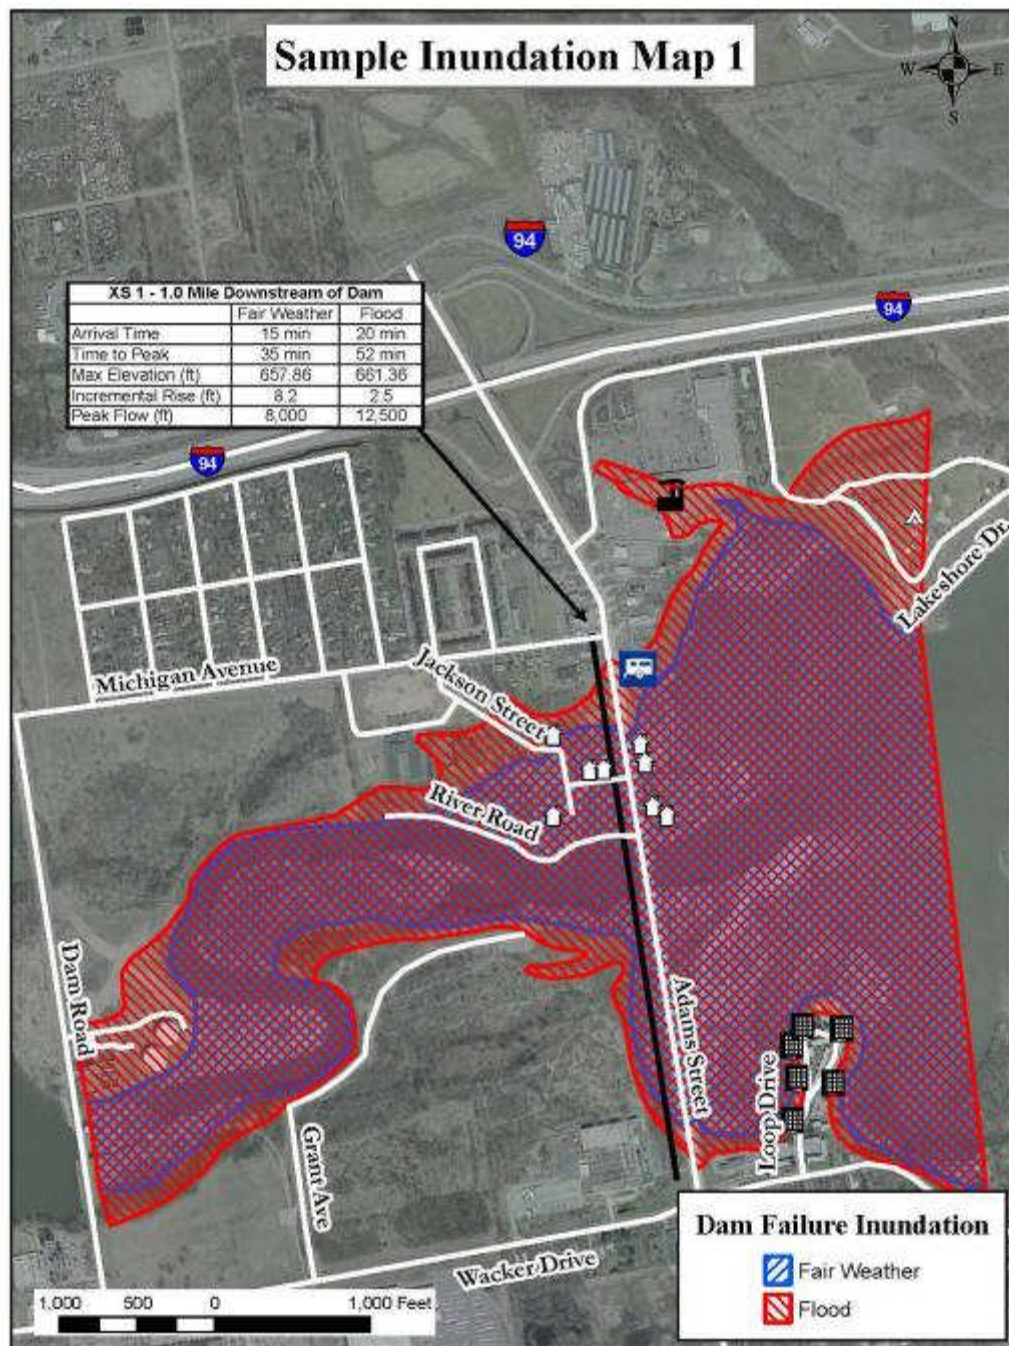 Sample Inundation Map 1
N
W E
S
94
94
XS 1 - 1.0 Mile Downstream of Dam
Fair Weather Flood
Arrival Time 15 min 20 min
Time to Peak 35 min 52 min
Max Elevation (ft) 657.86 661.36
Incremental Rise (ft) 8.2 2.5
Peak Flow (ft) 8,000 12,500
94
Lakeshore Dr.
Michigan Avenue
Jackson Street
River Road
Dam Road
Adams Street
Loop Drive
Grant Ave
Wacker Drive
Dam Failure Inundation
Fair Weather
Flood
1,000 500 0 1,000 Feet